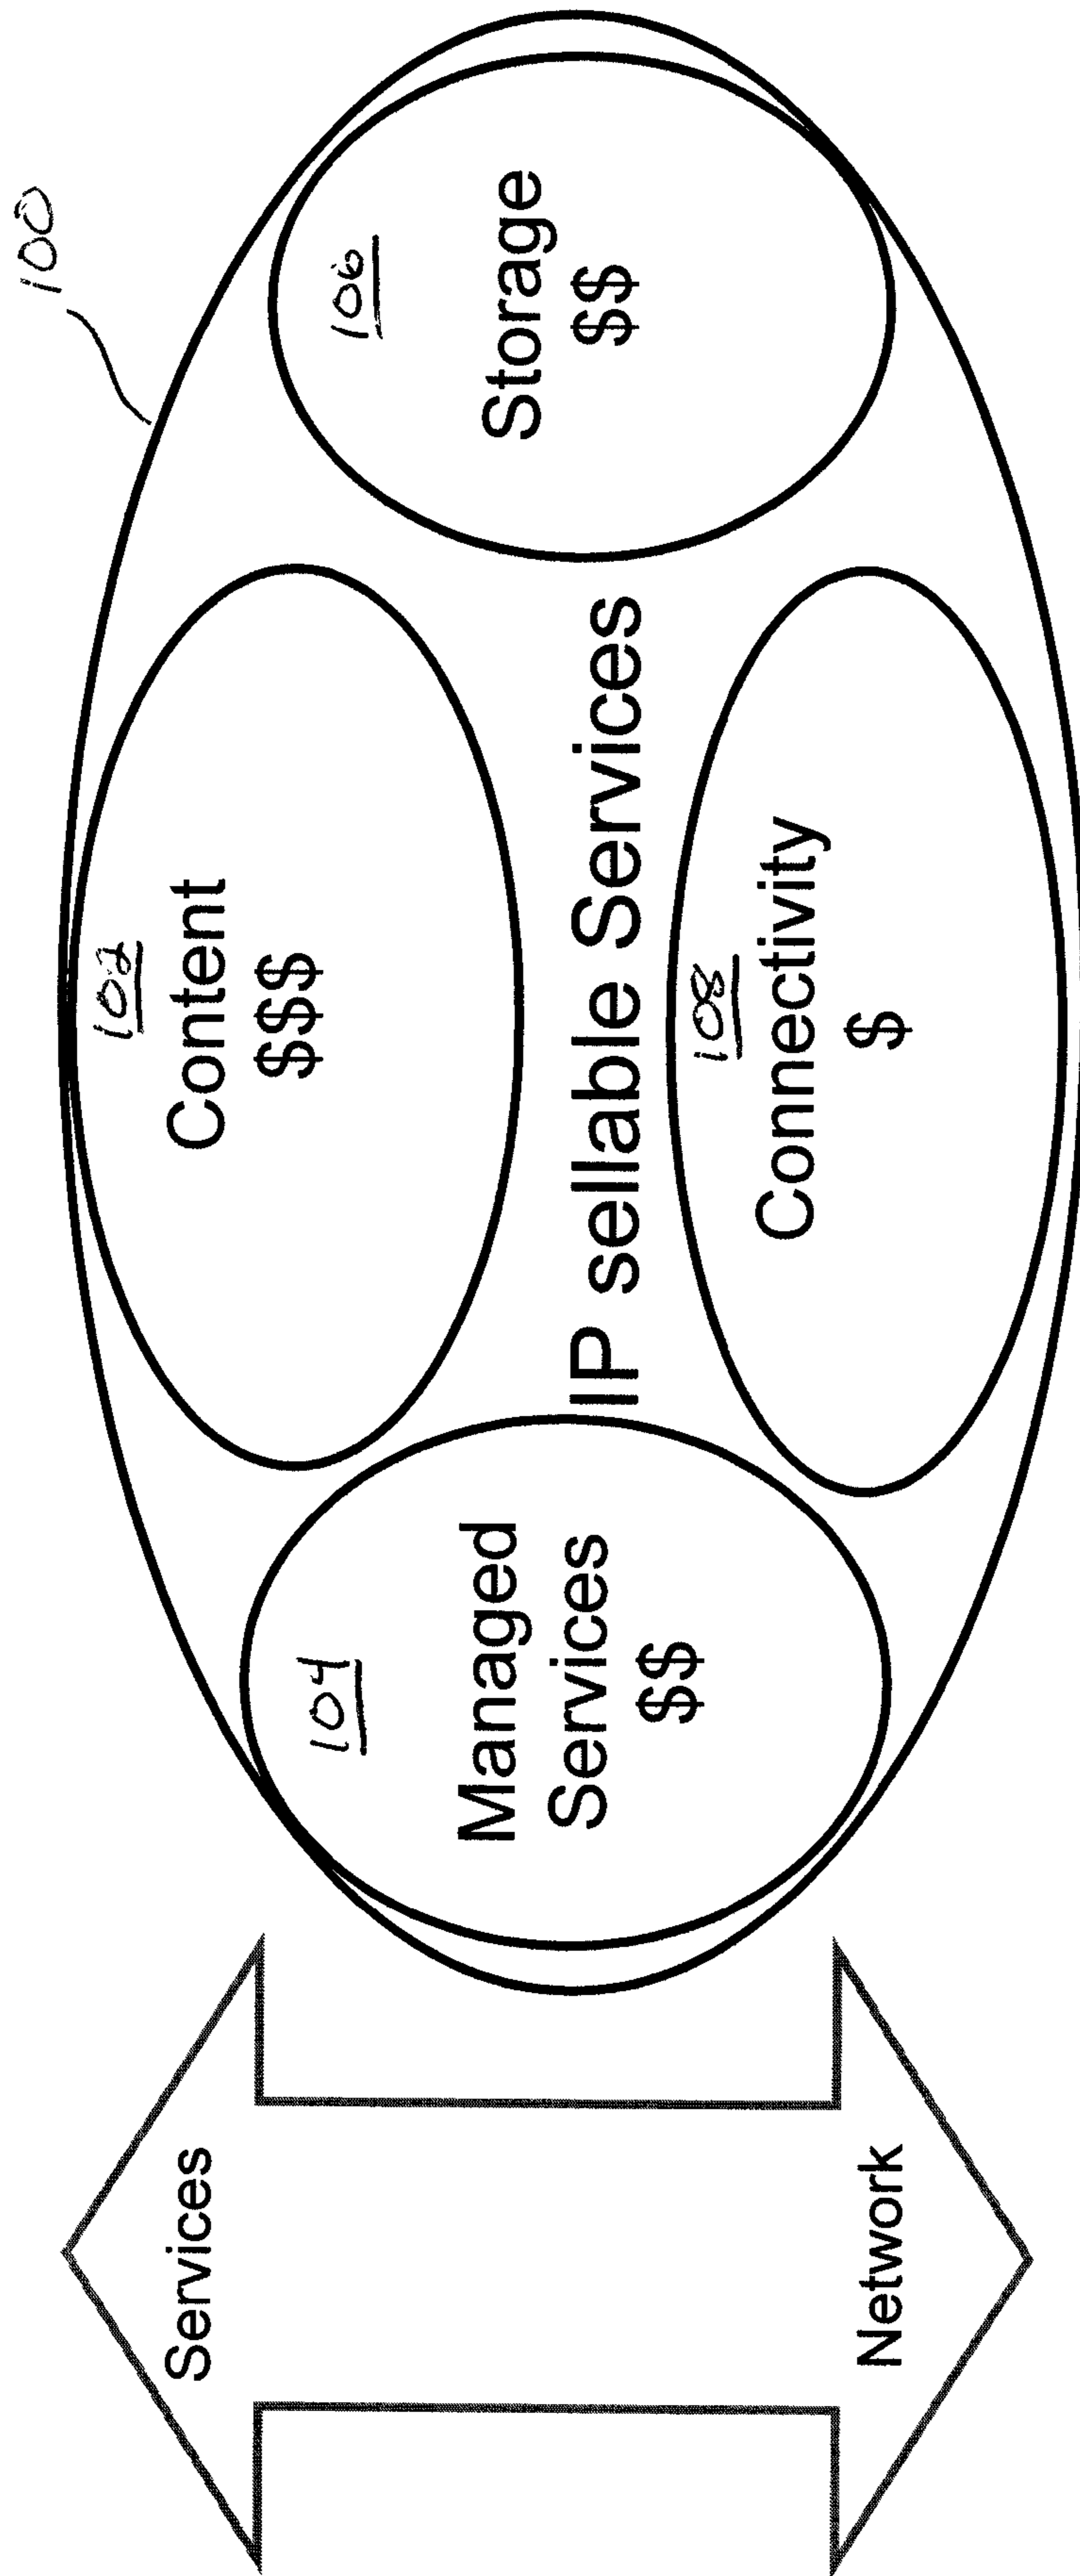 100
Services
102
Content
$$$
104
Managed
Services
$$
106
Storage
$$
IP sellable Services
108
Connectivity
$
Network